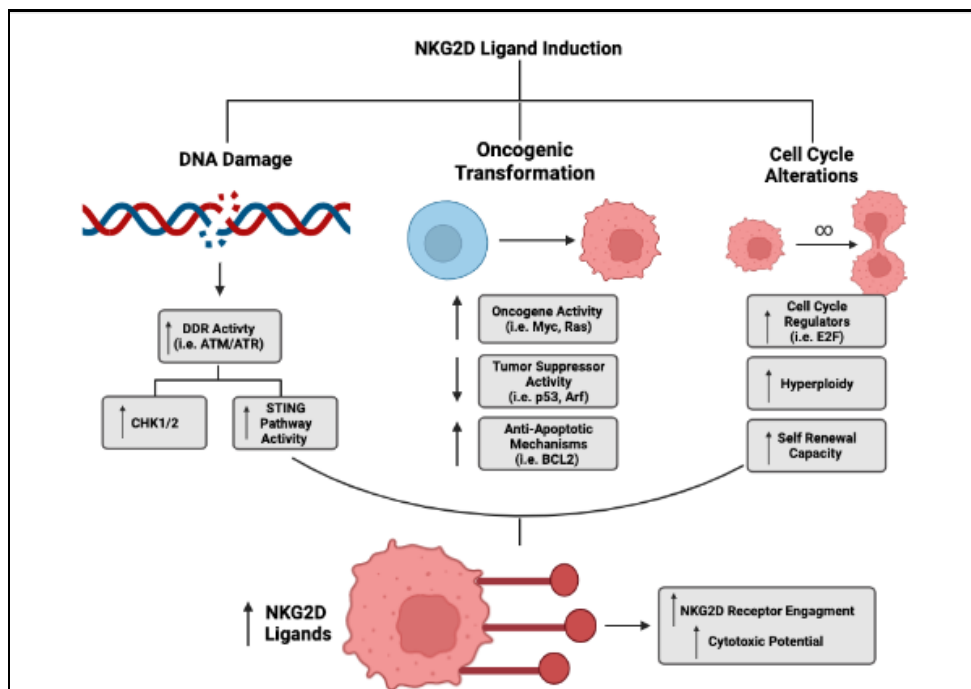 NKG2D Ligand Induction
DNA Damage
Oncogenic
Transformation
Cell Cycle
Alterations
∞
DDR Activty
(i.e. ATM/ATR)
CHK1/2
STING
Pathway
Activity
Oncogene Activity
(i.e. Myc, Ras)
Tumor Suppressor
Activity
(i.e. p53, Arf)
Anti-Apoptotic
Mechanisms
(i.e. BCL2)
Cell Cycle
Regulators
(i.e. E2F)
Hyperploidy
Self Renewal
Capacity
NKG2D
Ligands
NKG2D Receptor Engagment
Cytotoxic Potential